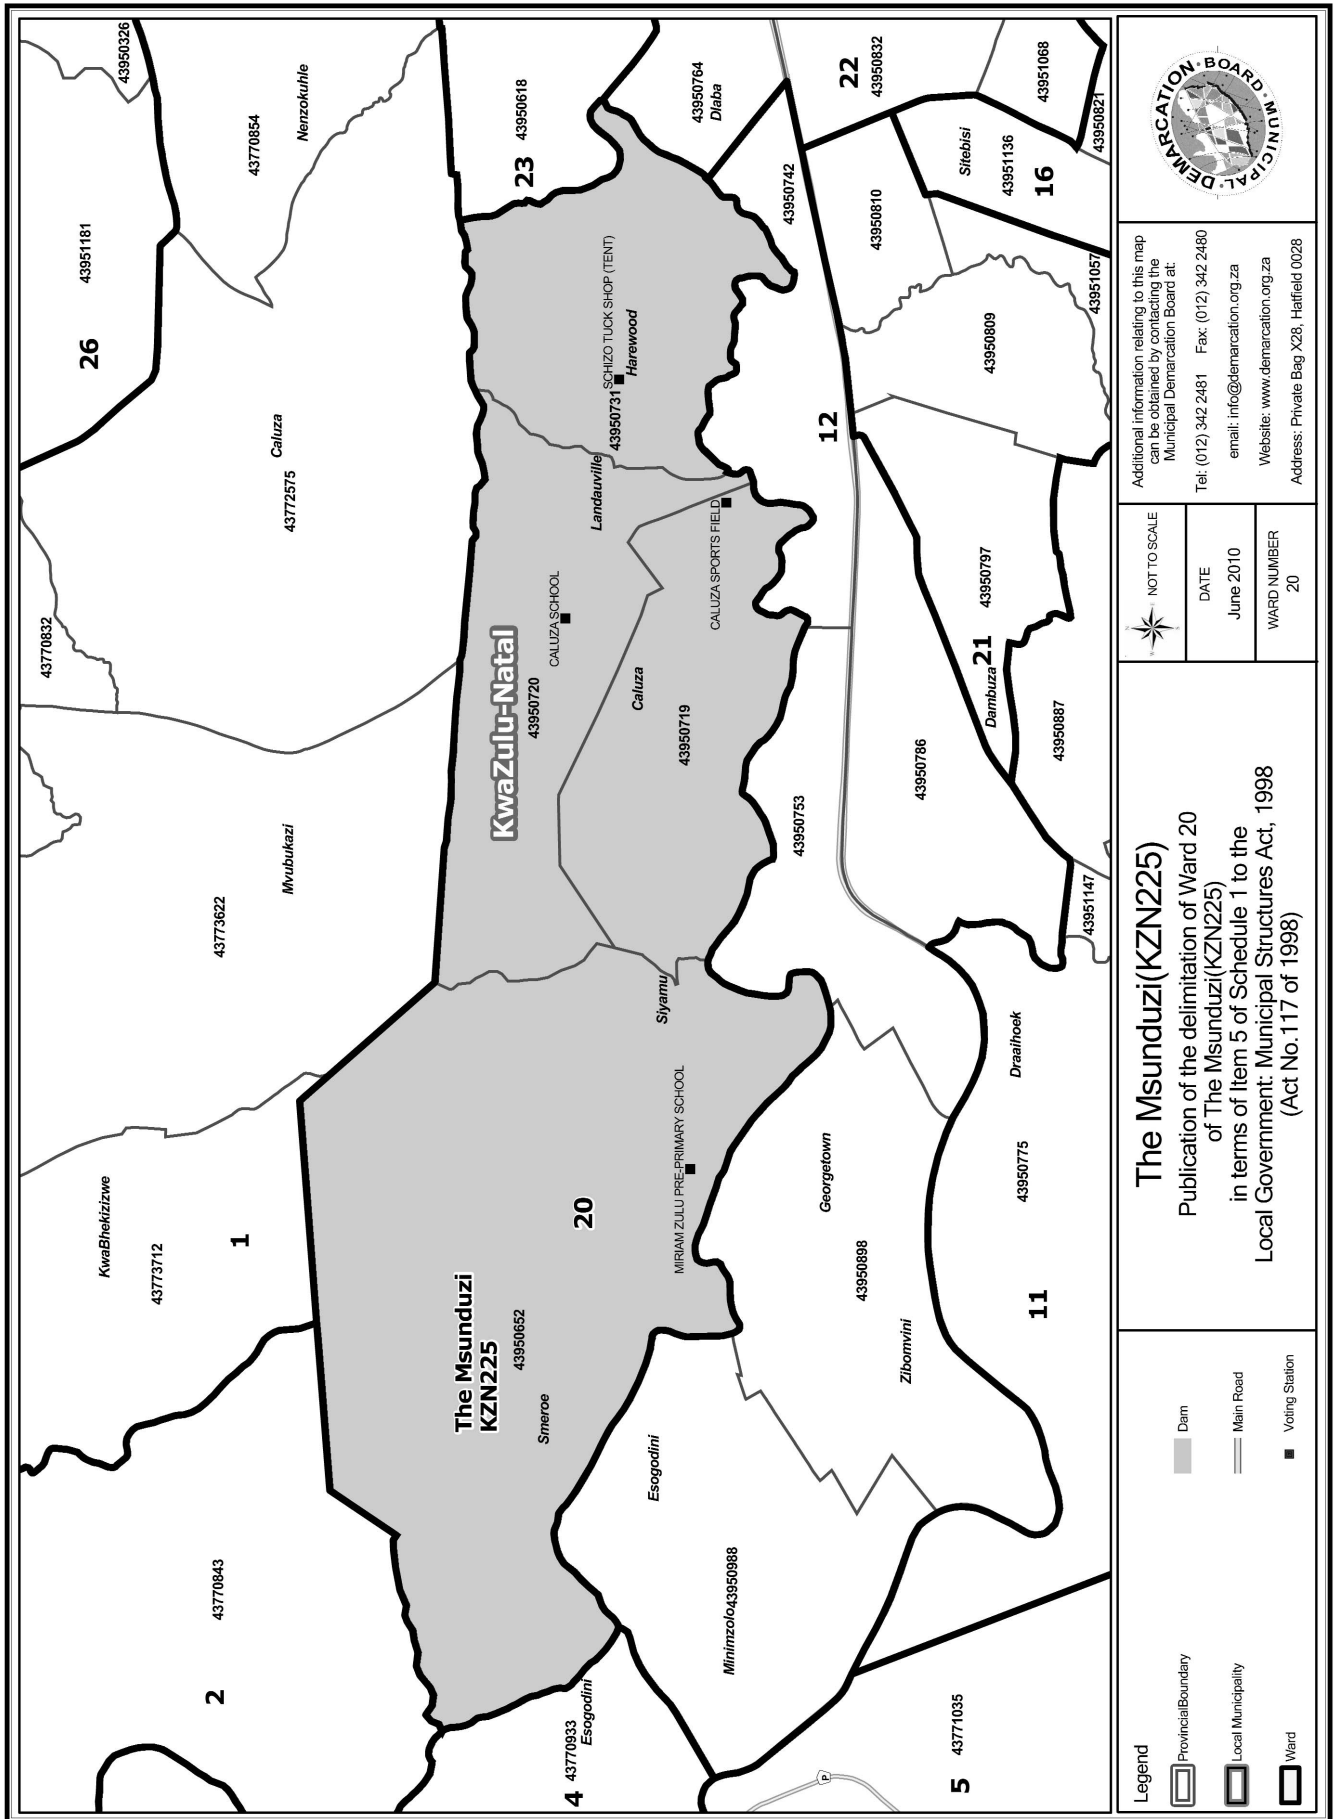 2
43770843
1
KwaBhekizizwe
43773712
43773622
Mvubukazi
43770832
43772575
Caluza
26
43951181
43950326
43770854
Nenzokuhle
The Msunduzi
KZN225
43950652
Smeroe
20
KwaZulu-Natal
43950720
CALUZA SCHOOL
Landauville
43950731
SCHIZO TUCK SHOP (TENT)
Harewood
23
43950618
43950764
Dlaba
4
43770933
Esogodini
Esogodini
Minimzolo
43950988
MIRIAM ZULU PRE-PRIMARY SCHOOL
Siyamu
Caluza
43950719
CALUZA SPORTS FIELD
43950742
22
43950832
5
43771035
Zibomvini
43950898
Georgetown
43950753
12
43950786
43950810
Sitebisi
43951136
16
43951068
43950821
11
43950775
Draaihoek
43951147
43950887
Dambuza
21
43950797
43950809
43951057
P
Legend
ProvincialBoundary
Local Municipality
Ward
Dam
Main Road
Voting Station
The Msunduzi(KZN225)
Publication of the delimitation of Ward 20
of The Msunduzi(KZN225)
in terms of Item 5 of Schedule 1 to the
Local Government: Municipal Structures Act, 1998
(Act No.117 of 1998)
NOT TO SCALE
DATE
June 2010
WARD NUMBER
20
Additional information relating to this map
can be obtained by contacting the
Municipal Demarcation Board at:
Tel: (012) 342 2481 Fax: (012) 342 2480
email: info@demarcation.org.za
Website: www.demarcation.org.za
Address: Private Bag X28, Hatfield 0028
MUNICIPAL DEMARCATION BOARD